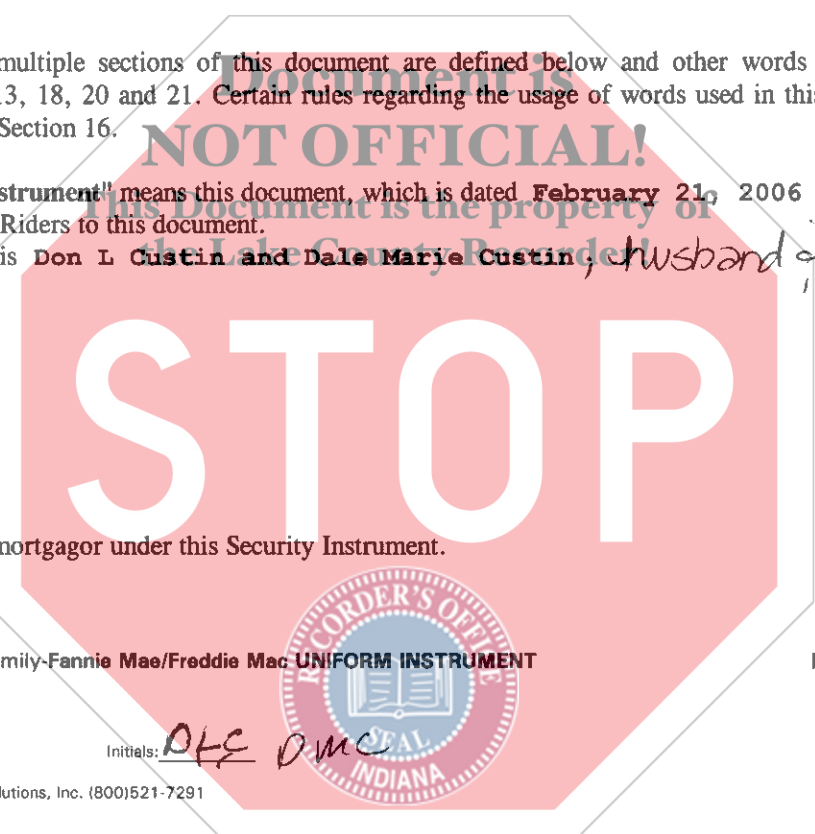 multiple sections of this document are defined below and other words
Document is
13, 18, 20 and 21. Certain rules regarding the usage of words used in this
Section 16.
NOT OFFICIAL!
strument" means this document, which is dated February 21, 2006
This Document is the property of
Riders to this document.
is Don L Custin and Dale Marie Custin, husband
the Lake County Recorder!
STOP
mortgagor under this Security Instrument.
RECORDER'S OFFICE
mily-Fannie Mae/Freddie Mac UNIFORM INSTRUMENT
SEAL
INDIANA
Initials: DLC DMC
lutions, Inc. (800)521-7291